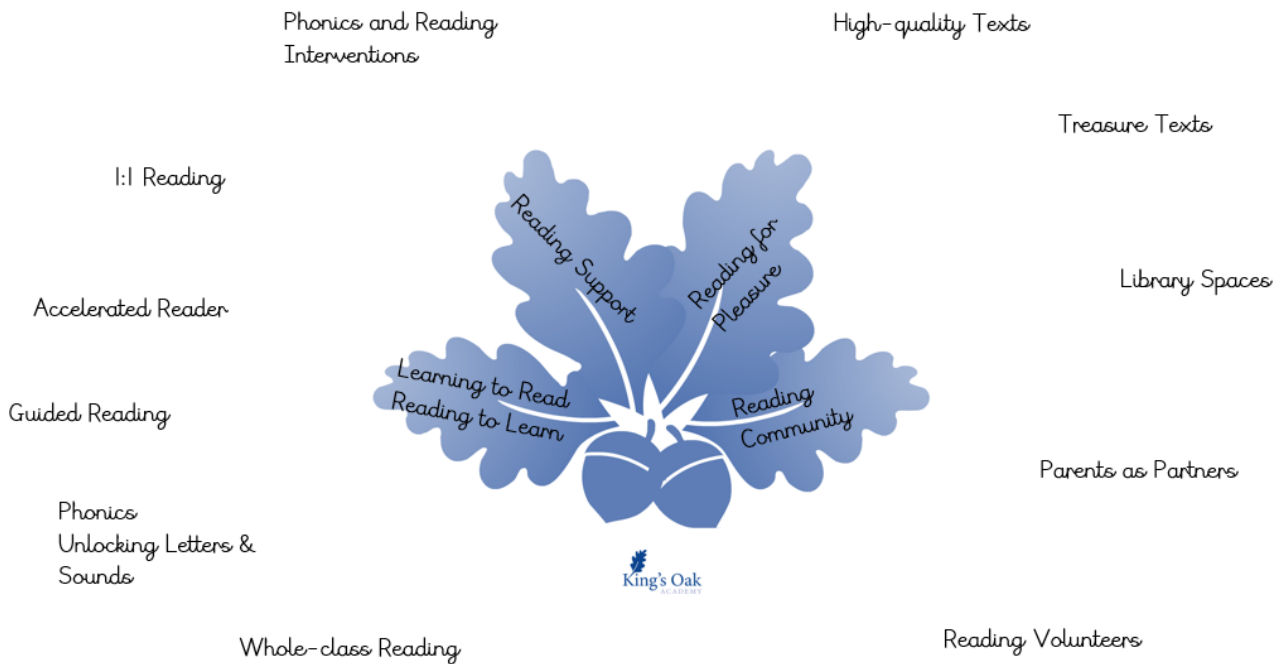 Phonics and Reading
Interventions
High-quality Texts
Treasure Texts
1:1 Reading
Reading Support
Reading for
Pleasure
Library Spaces
Accelerated Reader
Learning to Read
Reading to Learn
Reading
Community
Guided Reading
Parents as Partners
Phonics
Unlocking Letters &
Sounds
King's Oak
ACADEMY
Whole-class Reading
Reading Volunteers